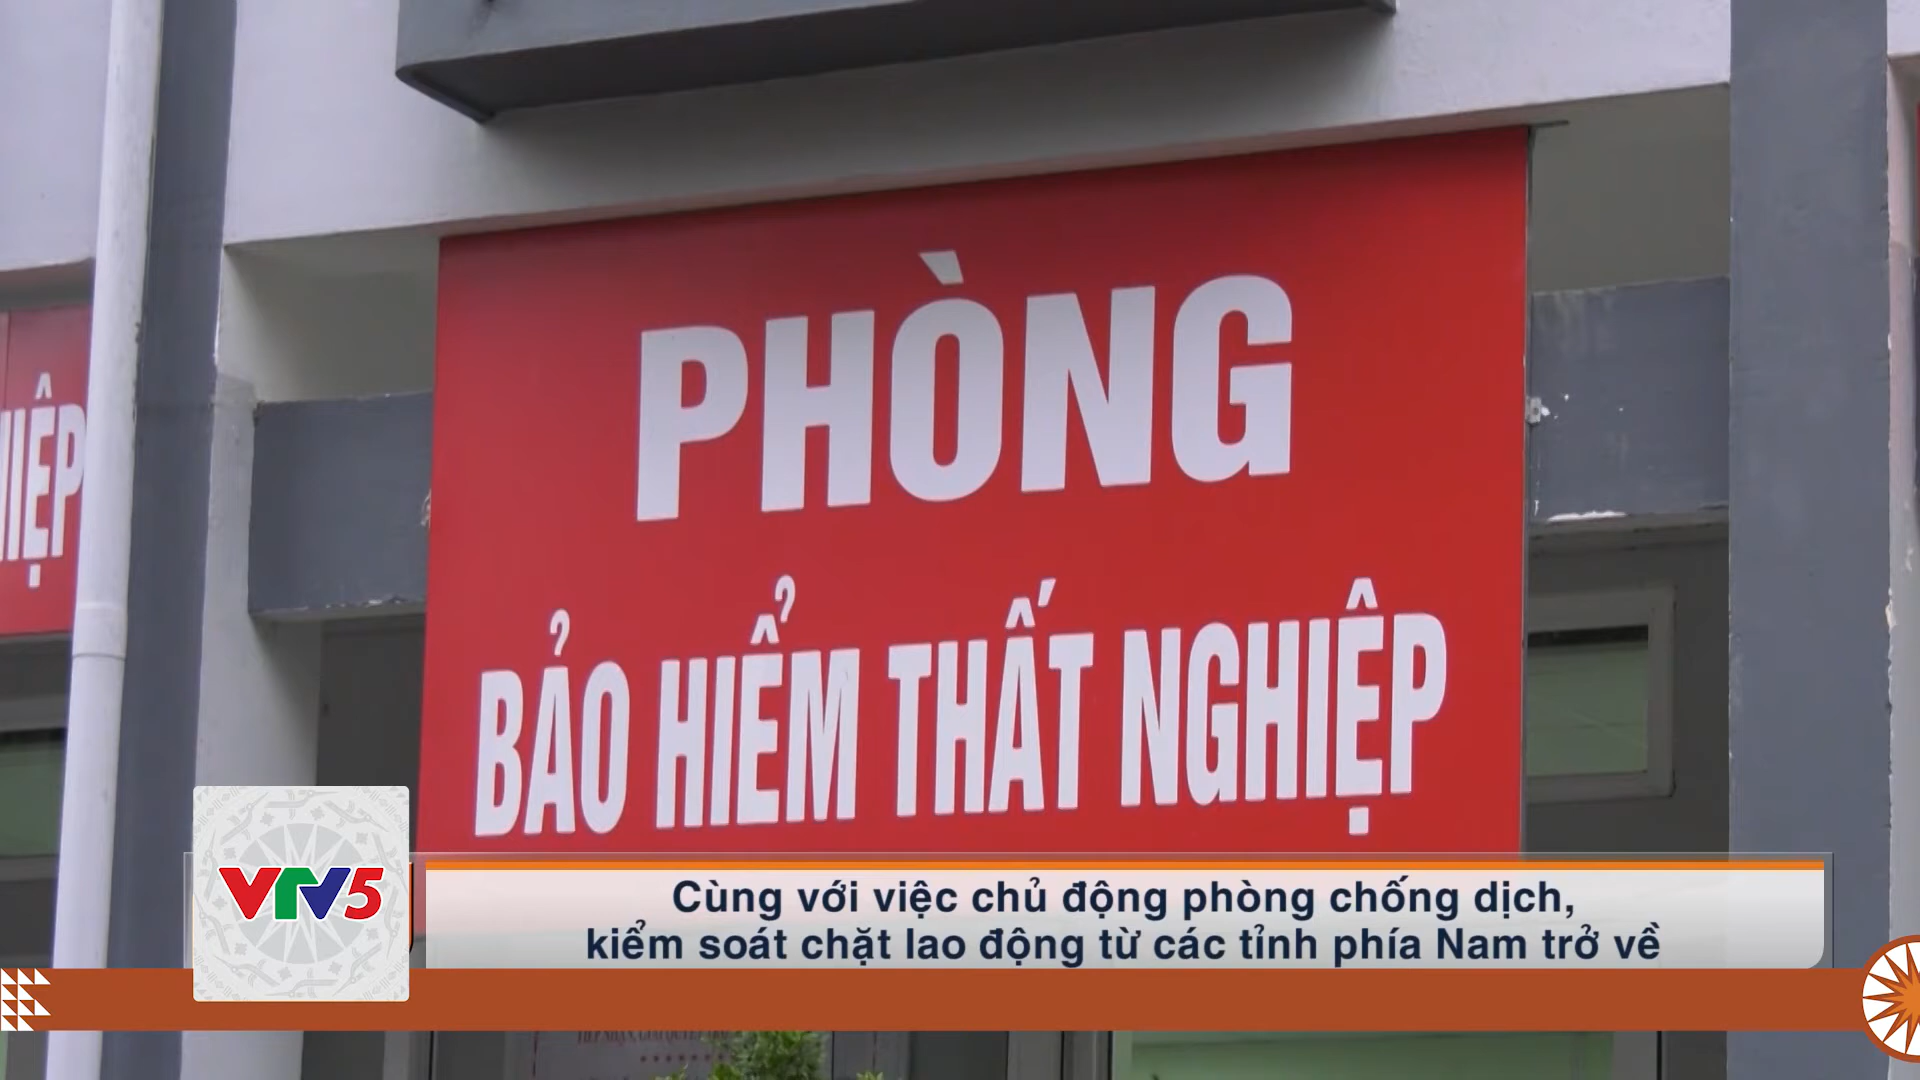 PHÒNG
BẢO HIỂM THẤT NGHIỆP
HIỆP
VTV5
Cùng với việc chủ động phòng chống dịch,
kiểm soát chặt lao động từ các tỉnh phía Nam trở về